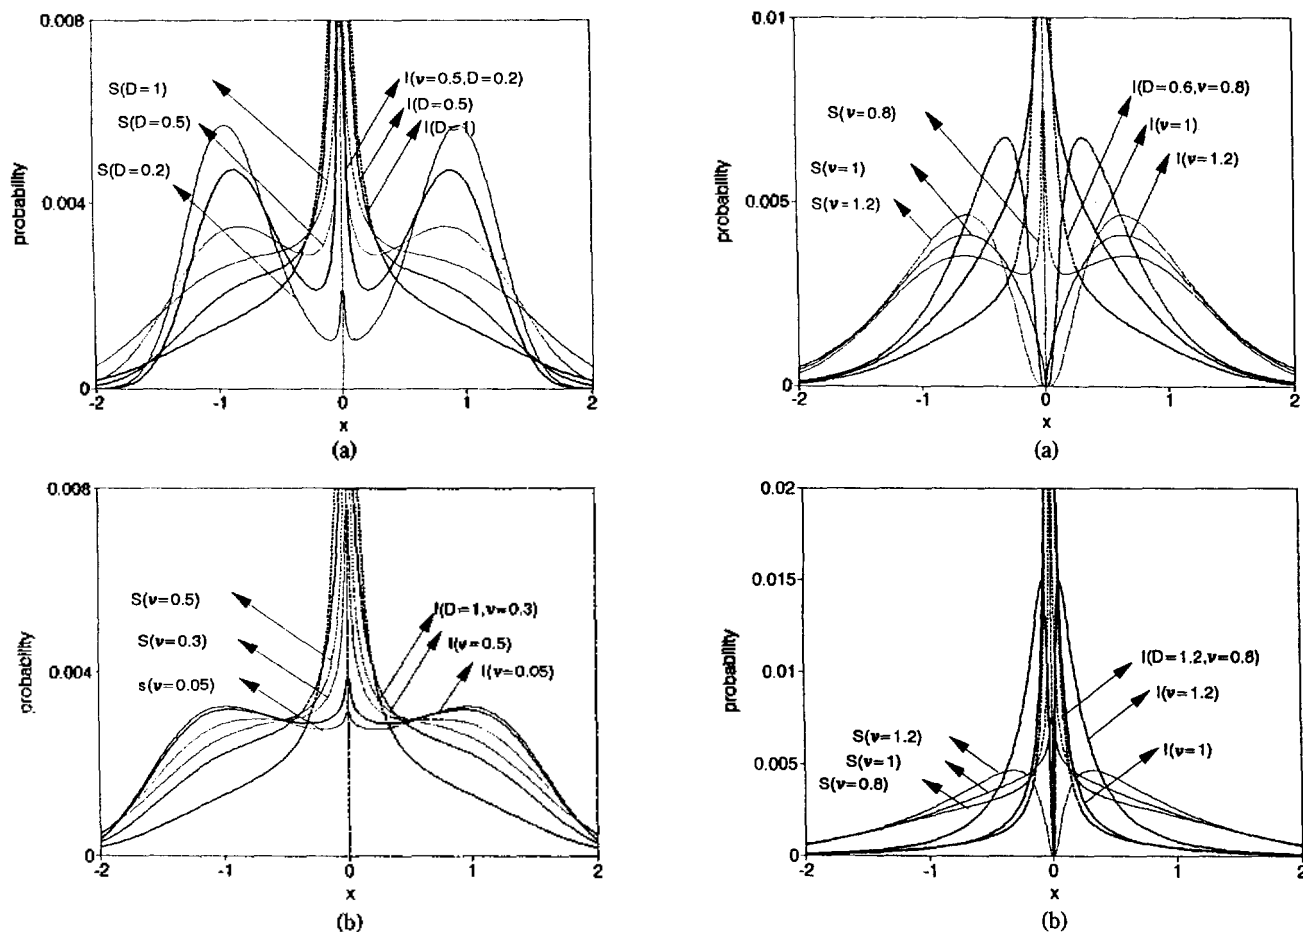 0.008
0.004
0
probability
S(D=1)
S(D=0.5)
S(D=0.2)
I(ν=0.5,D=0.2)
I(D=0.5)
I(D=1)
-2 -1 0 1 2
x
(a)
0.01
0.005
0
probability
S(ν=0.8)
S(ν=1)
S(ν=1.2)
I(D=0.6,ν=0.8)
I(ν=1)
I(ν=1.2)
-2 -1 0 1 2
x
(a)
0.008
0.004
0
probability
S(ν=0.5)
S(ν=0.3)
s(ν=0.05)
I(D=1,ν=0.3)
I(ν=0.5)
I(ν=0.05)
-2 -1 0 1 2
x
(b)
0.02
0.015
0.01
0.005
0
probability
S(ν=1.2)
S(ν=1)
S(ν=0.8)
I(D=1.2,ν=0.8)
I(ν=1.2)
I(ν=1)
-2 -1 0 1 2
x
(b)